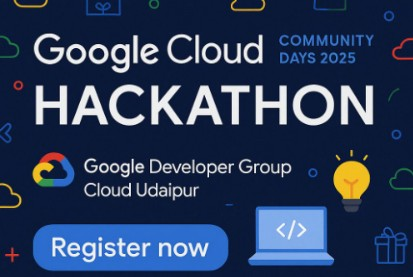 Google Cloud
COMMUNITY
DAYS 2025
HACKATHON
Google Developer Group
Cloud Udaipur
</>
Register now